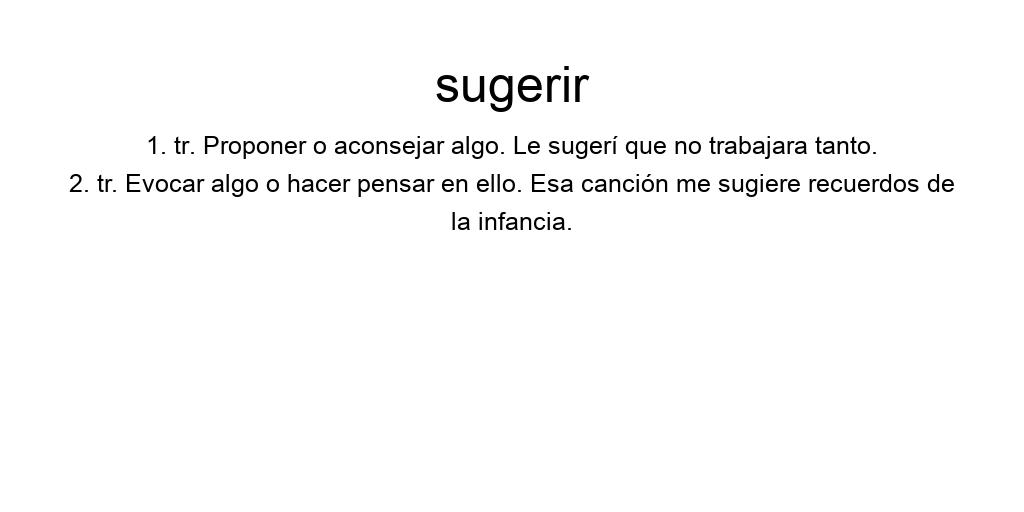 sugerir
1. tr. Proponer o aconsejar algo. Le sugerí que no trabajara tanto.
2. tr. Evocar algo o hacer pensar en ello. Esa canción me sugiere recuerdos de
la infancia.